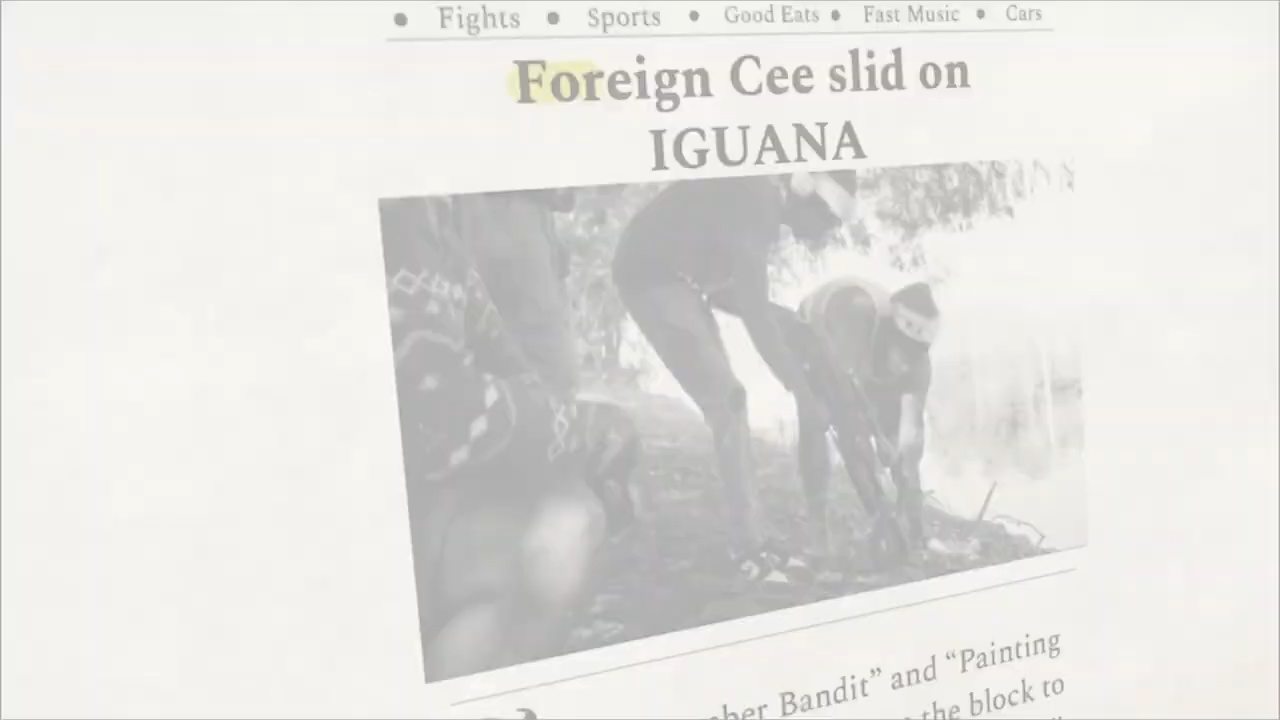 • Fights • Sports • Good Eats • Fast Music • Cars
Foreign Cee slid on
IGUANA
Bandit” and “Painting
the block to